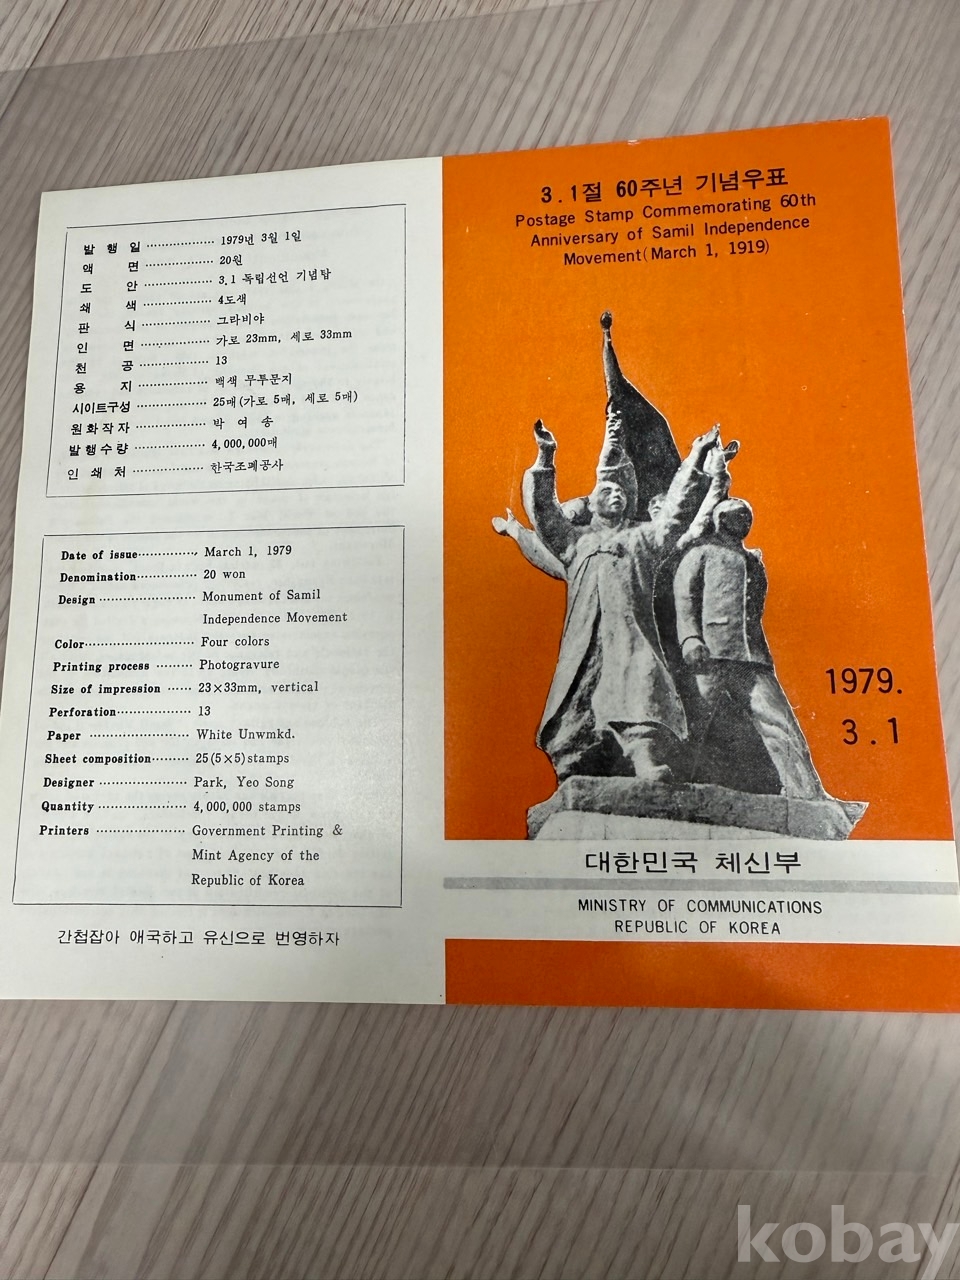 발 행 일 ·················· 1979년 3월 1일
액 면 ·················· 20원
도 안 ·················· 3.1 독립선언 기념탑
쇄 색 ·················· 4도색
판 식 ·················· 그라비야
인 면 ·················· 가로 23mm, 세로 33mm
천 공 ·················· 13
용 지 ·················· 백색 무투문지
시이트구성 ·················· 25매(가로 5매, 세로 5매)
원화작자 ·················· 박 여 송
발행수량 ·················· 4,000,000매
인 쇄 처 ·················· 한국조폐공사
Date of issue ··············· March 1, 1979
Denomination ··············· 20 won
Design ························ Monument of Samil
Independence Movement
Color ··························· Four colors
Printing process ········· Photogravure
Size of impression ······ 23×33mm, vertical
Perforation ·················· 13
Paper ························ White Unwmkd.
Sheet composition ········· 25(5×5)stamps
Designer ····················· Park, Yeo Song
Quantity ····················· 4,000,000 stamps
Printers ····················· Government Printing &
Mint Agency of the
Republic of Korea
간첩잡아 애국하고 유신으로 번영하자
3.1절 60주년 기념우표
Postage Stamp Commemorating 60th
Anniversary of Samil Independence
Movement(March 1, 1919)
1979.
3.1
대한민국 체신부
MINISTRY OF COMMUNICATIONS
REPUBLIC OF KOREA
kobay